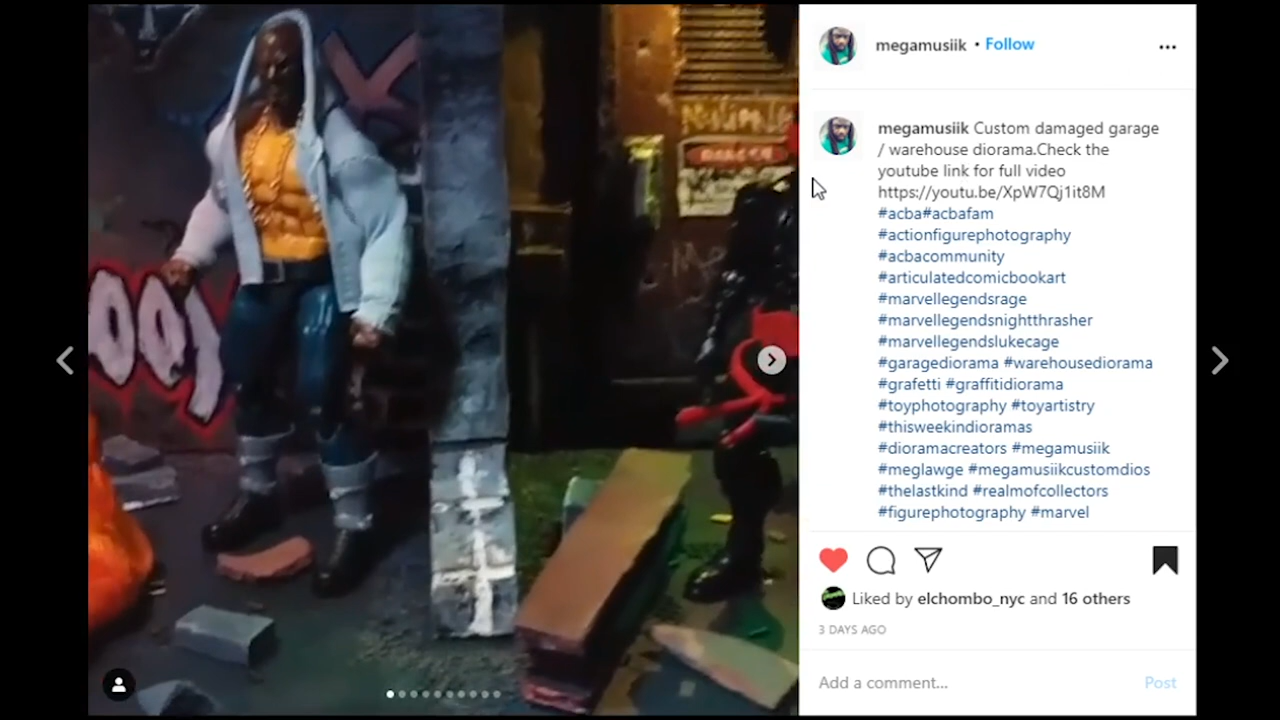 megamusiik • Follow
megamusiik Custom damaged garage
/ warehouse diorama.Check the
youtube link for full video
https://youtu.be/XpW7Qj1it8M
#acba#acbafam
#actionfigurephotography
#acbacommunity
#articulatedcomicbookart
#marvellegendsrage
#marvellegendsnightthrasher
#marvellegendslukecage
#garagediorama #warehousediorama
#grafetti #graffitidiorama
#toyphotography #toyartistry
#thisweekindioramas
#dioramacreators #megamusiik
#meglawge #megamusiikcustomdios
#thelastkind #realmofcollectors
#figurephotography #marvel
Liked by elchombo_nyc and 16 others
3 DAYS AGO
Add a comment... Post
DANGER